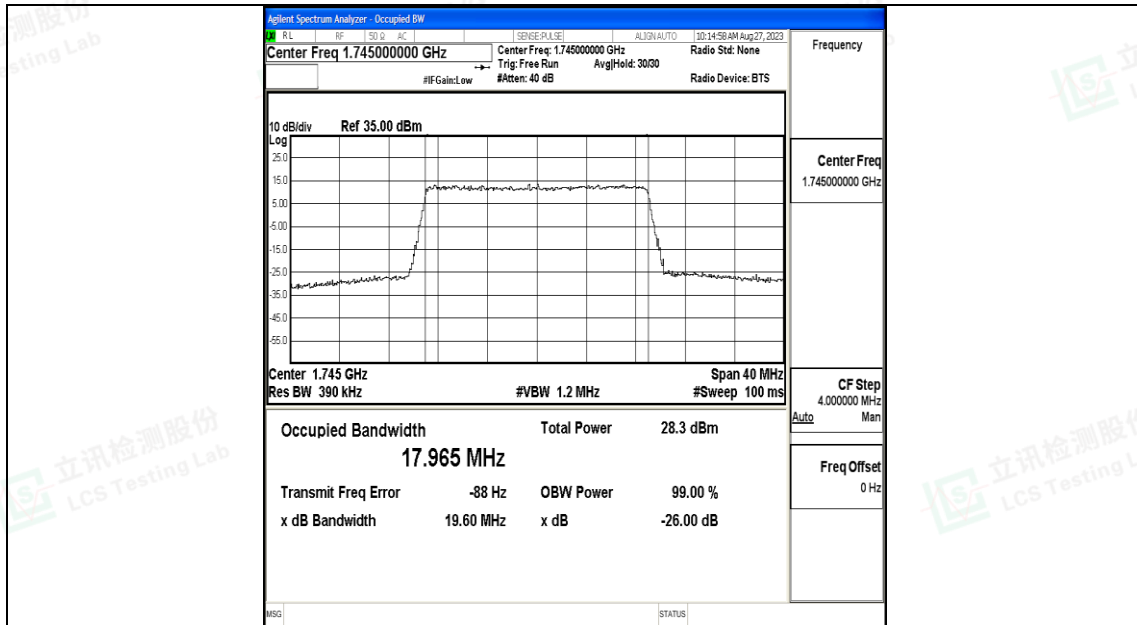 Agilent Spectrum Analyzer - Occupied BW
LXI RL RF 50 Ω AC SENSE:PULSE ALIGN AUTO 10:14:58 AM Aug 27, 2023
Center Freq 1.745000000 GHz
Center Freq: 1.745000000 GHz Radio Std: None
Trig: Free Run Avg|Hold: 30/30
#IFGain:Low #Atten: 40 dB Radio Device: BTS
10 dB/div Ref 35.00 dBm
Log
25.0
15.0
5.00
-5.00
-15.0
-25.0
-35.0
-45.0
-55.0
Center 1.745 GHz Span 40 MHz
Res BW 390 kHz #VBW 1.2 MHz #Sweep 100 ms
Occupied Bandwidth Total Power 28.3 dBm
17.965 MHz
Transmit Freq Error -88 Hz OBW Power 99.00 %
x dB Bandwidth 19.60 MHz x dB -26.00 dB
MSG STATUS
Frequency
Center Freq
1.745000000 GHz
CF Step
4.000000 MHz
Auto Man
Freq Offset
0 Hz
立讯检测股份
LCS Testing Lab